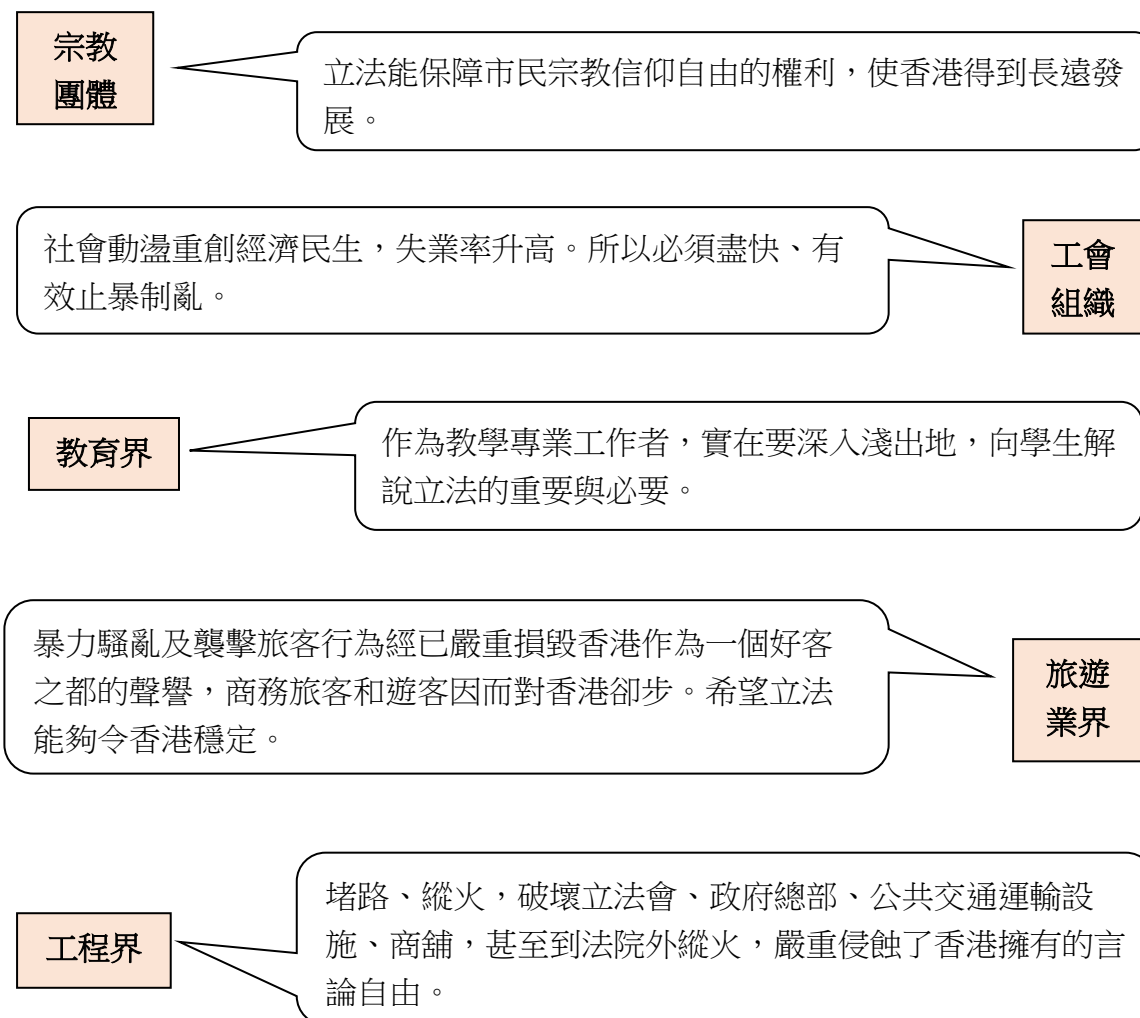 宗教
團體
立法能保障市民宗教信仰自由的權利，使香港得到長遠發
展。
社會動盪重創經濟民生，失業率升高。所以必須盡快、有
效止暴制亂。
工會
組織
教育界
作為教學專業工作者，實在要深入淺出地，向學生解
說立法的重要與必要。
暴力騷亂及襲擊旅客行為經已嚴重損毀香港作為一個好客
之都的聲譽，商務旅客和遊客因而對香港卻步。希望立法
能夠令香港穩定。
旅遊
業界
工程界
堵路、縱火，破壞立法會、政府總部、公共交通運輸設
施、商舖，甚至到法院外縱火，嚴重侵蝕了香港擁有的言
論自由。